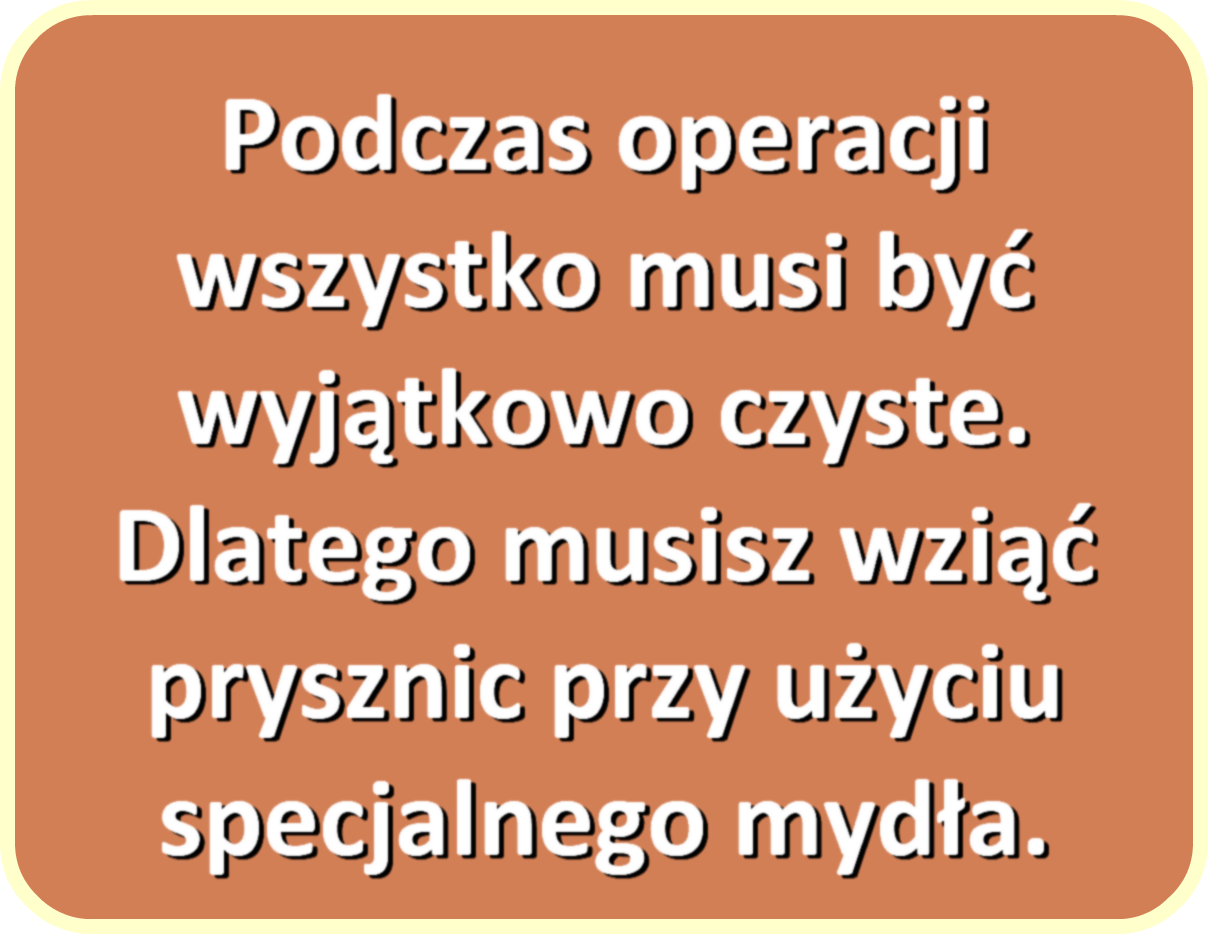 Podczas operacji
wszystko musi być
wyjątkowo czyste.
Dlatego musisz wziąć
prysznic przy użyciu
specjalnego mydła.